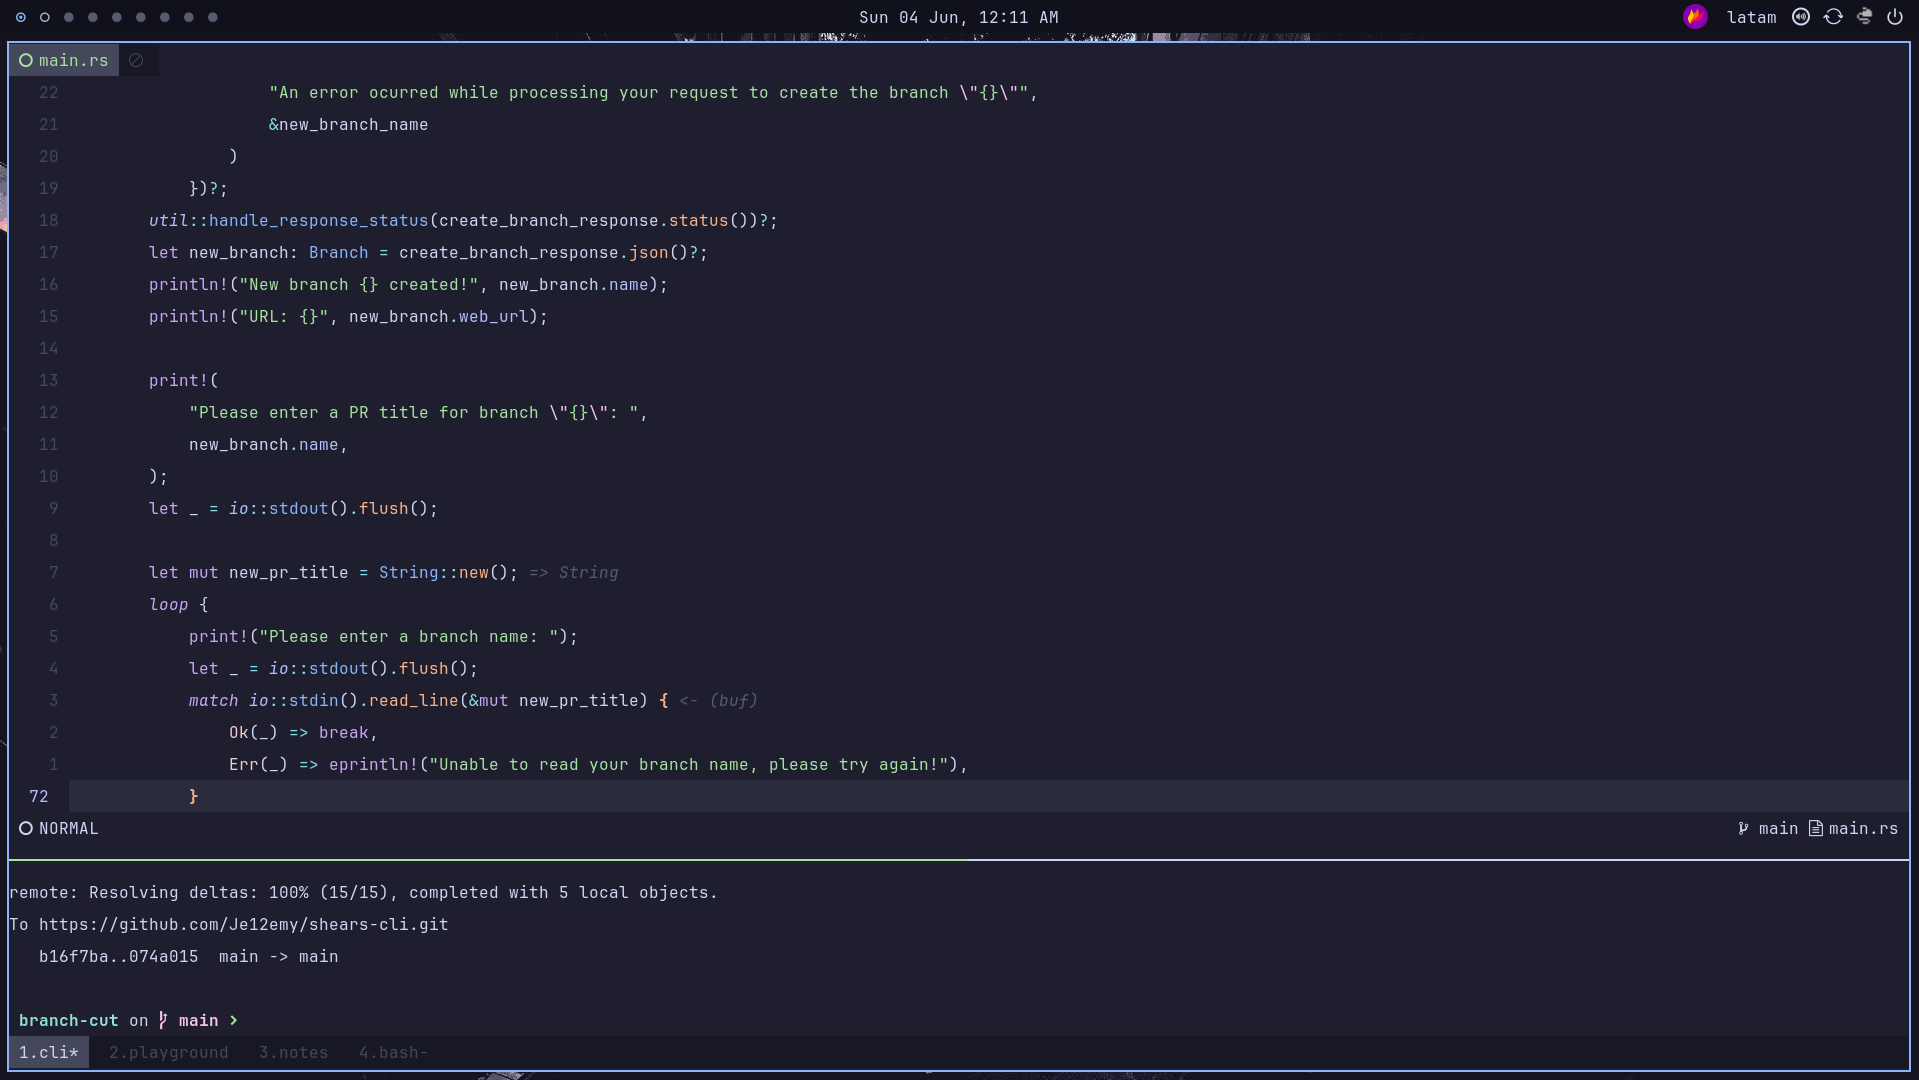 Sun 04 Jun, 12:11 AM
latam
main.rs
22 "An error ocurred while processing your request to create the branch \"{}\"",
21 &new_branch_name
20 )
19 })?;
18 util::handle_response_status(create_branch_response.status())?;
17 let new_branch: Branch = create_branch_response.json()?;
16 println!("New branch {} created!", new_branch.name);
15 println!("URL: {}", new_branch.web_url);
14
13 print!(
12 "Please enter a PR title for branch \"{}\": ",
11 new_branch.name,
10 );
9 let _ = io::stdout().flush();
8
7 let mut new_pr_title = String::new(); => String
6 loop {
5 print!("Please enter a branch name: ");
4 let _ = io::stdout().flush();
3 match io::stdin().read_line(&mut new_pr_title) { <- (buf)
2 Ok(_) => break,
1 Err(_) => eprintln!("Unable to read your branch name, please try again!"),
72 }
NORMAL
main main.rs
remote: Resolving deltas: 100% (15/15), completed with 5 local objects.
To https://github.com/Je12emy/shears-cli.git
b16f7ba..074a015 main -> main
branch-cut on main >
1.cli* 2.playground 3.notes 4.bash-